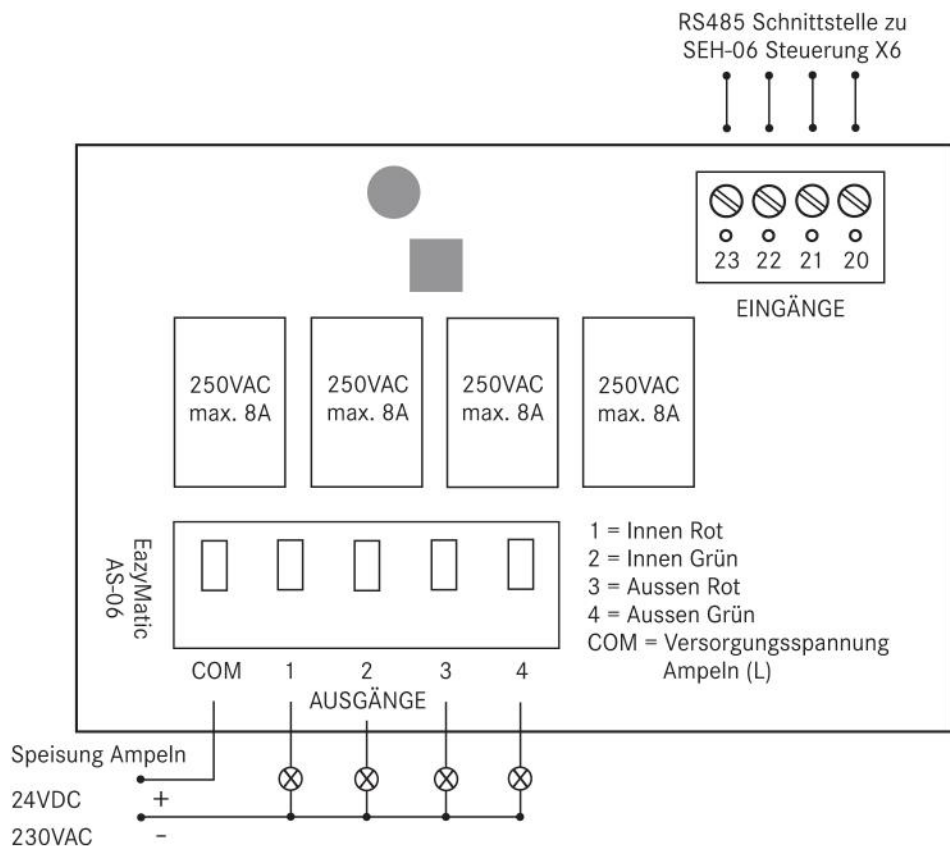 RS485 Schnittstelle zu
SEH-06 Steuerung X6
23 22 21 20
EINGÄNGE
250VAC
max. 8A
250VAC
max. 8A
250VAC
max. 8A
250VAC
max. 8A
EazyMatic
AS-06
1 = Innen Rot
2 = Innen Grün
3 = Aussen Rot
4 = Aussen Grün
COM = Versorgungsspannung
Ampeln (L)
COM 1 2 3 4
AUSGÄNGE
Speisung Ampeln
24VDC +
230VAC -